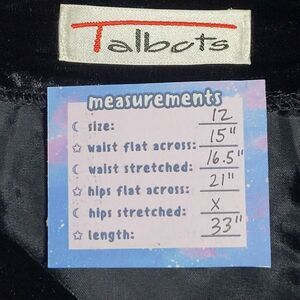 Talbots
measurements
size: 12
waist flat across: 15"
waist stretched: 16.5"
hips flat across: 21"
hips stretched: X
length: 33"